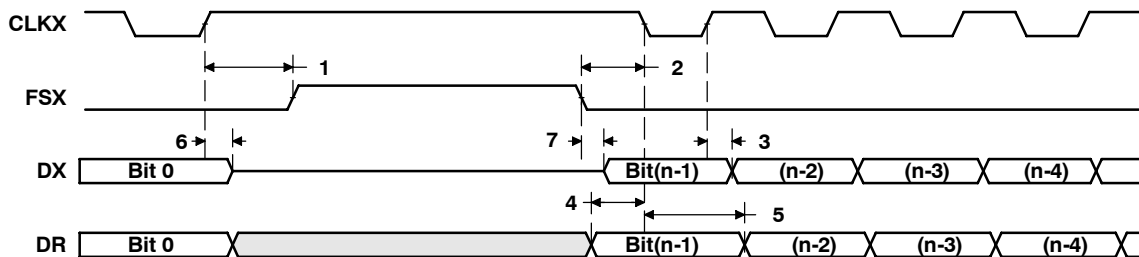 CLKX
1
2
FSX
6
7
3
DX
Bit 0
Bit(n-1)
(n-2)
(n-3)
(n-4)
4
5
DR
Bit 0
Bit(n-1)
(n-2)
(n-3)
(n-4)